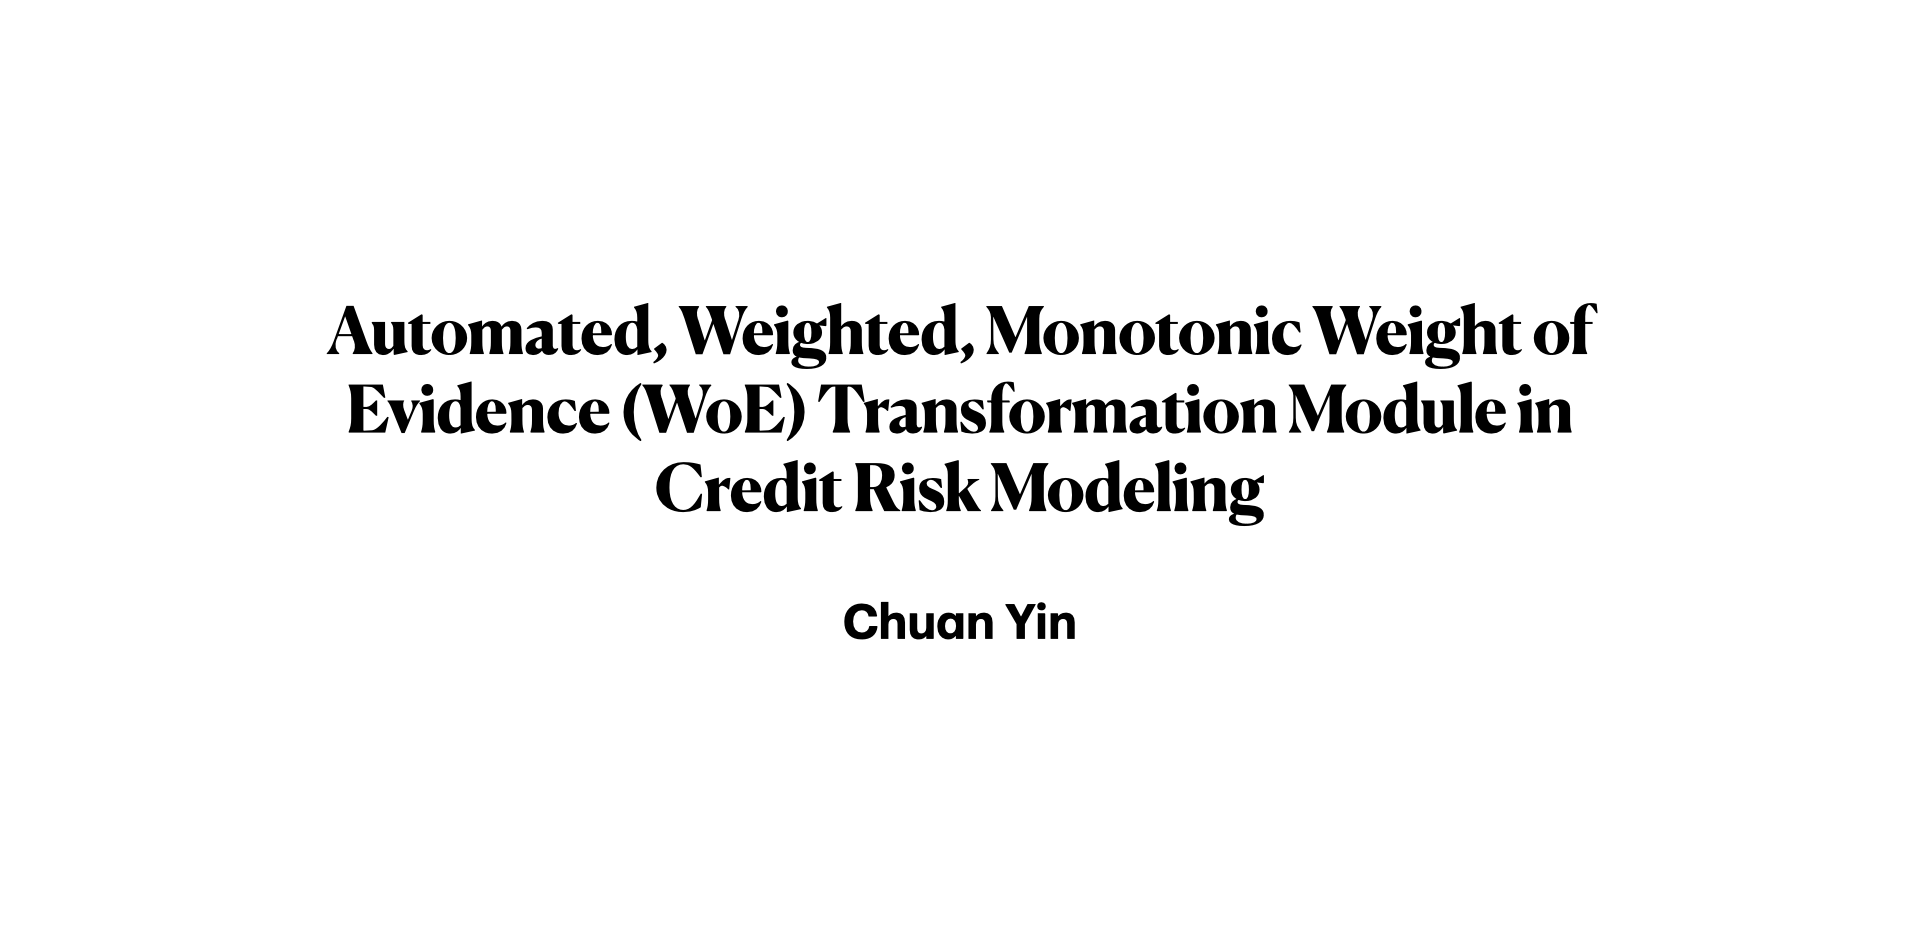 Automated, Weighted, Monotonic Weight of
Evidence (WoE) Transformation Module in
Credit Risk Modeling
Chuan Yin